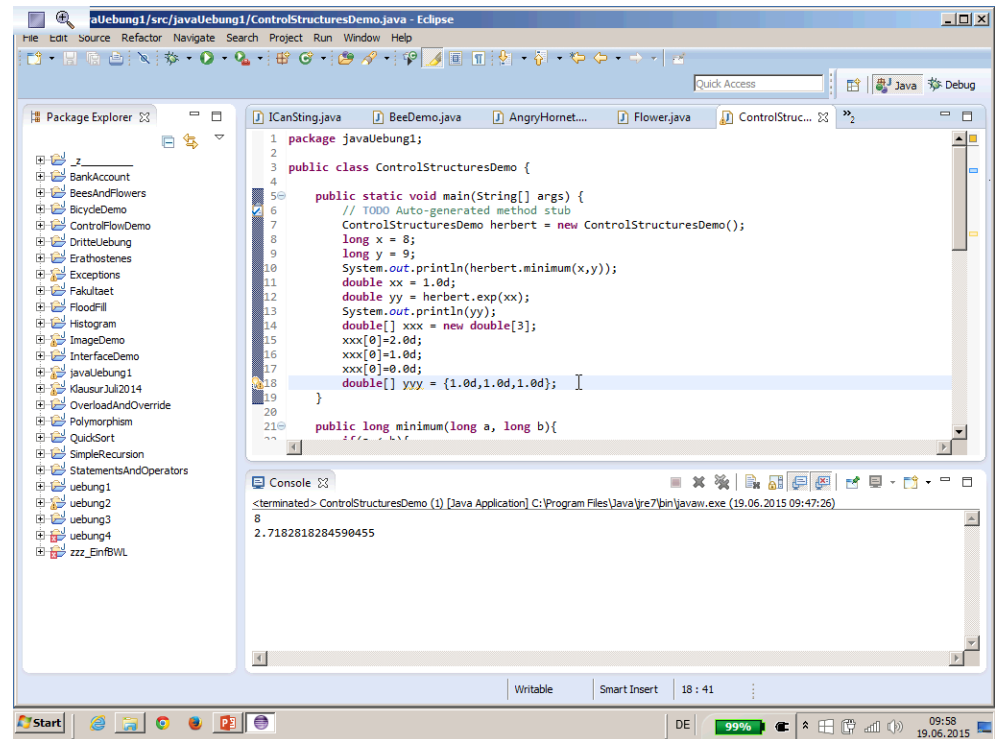 aUebung1/src/javaUebung1/ControlStructuresDemo.java - Eclipse
File Edit Source Refactor Navigate Search Project Run Window Help
Quick Access
Java
Debug
Package Explorer
_z_________
BankAccount
BeesAndFlowers
BicycleDemo
ControlFlowDemo
DritteUebung
Erathostenes
Exceptions
Fakultaet
FloodFill
Histogram
ImageDemo
InterfaceDemo
javaUebung1
KlausurJuli2014
OverloadAndOverride
Polymorphism
QuickSort
SimpleRecursion
StatementsAndOperators
uebung1
uebung2
uebung3
uebung4
zzz_EinfBWL
ICanSting.java BeeDemo.java AngryHornet.... Flower.java ControlStruc... »2
1 package javaUebung1;
2
3 public class ControlStructuresDemo {
4
5 public static void main(String[] args) {
6 // TODO Auto-generated method stub
7 ControlStructuresDemo herbert = new ControlStructuresDemo();
8 long x = 8;
9 long y = 9;
10 System.out.println(herbert.minimum(x,y));
11 double xx = 1.0d;
12 double yy = herbert.exp(xx);
13 System.out.println(yy);
14 double[] xxx = new double[3];
15 xxx[0]=2.0d;
16 xxx[0]=1.0d;
17 xxx[0]=0.0d;
18 double[] yyy = {1.0d,1.0d,1.0d};
19 }
20
21 public long minimum(long a, long b){
Console
<terminated> ControlStructuresDemo (1) [Java Application] C:\Program Files\Java\jre7\bin\javaw.exe (19.06.2015 09:47:26)
8
2.7182818284590455
Writable Smart Insert 18 : 41
Start
DE 99% 09:58
19.06.2015